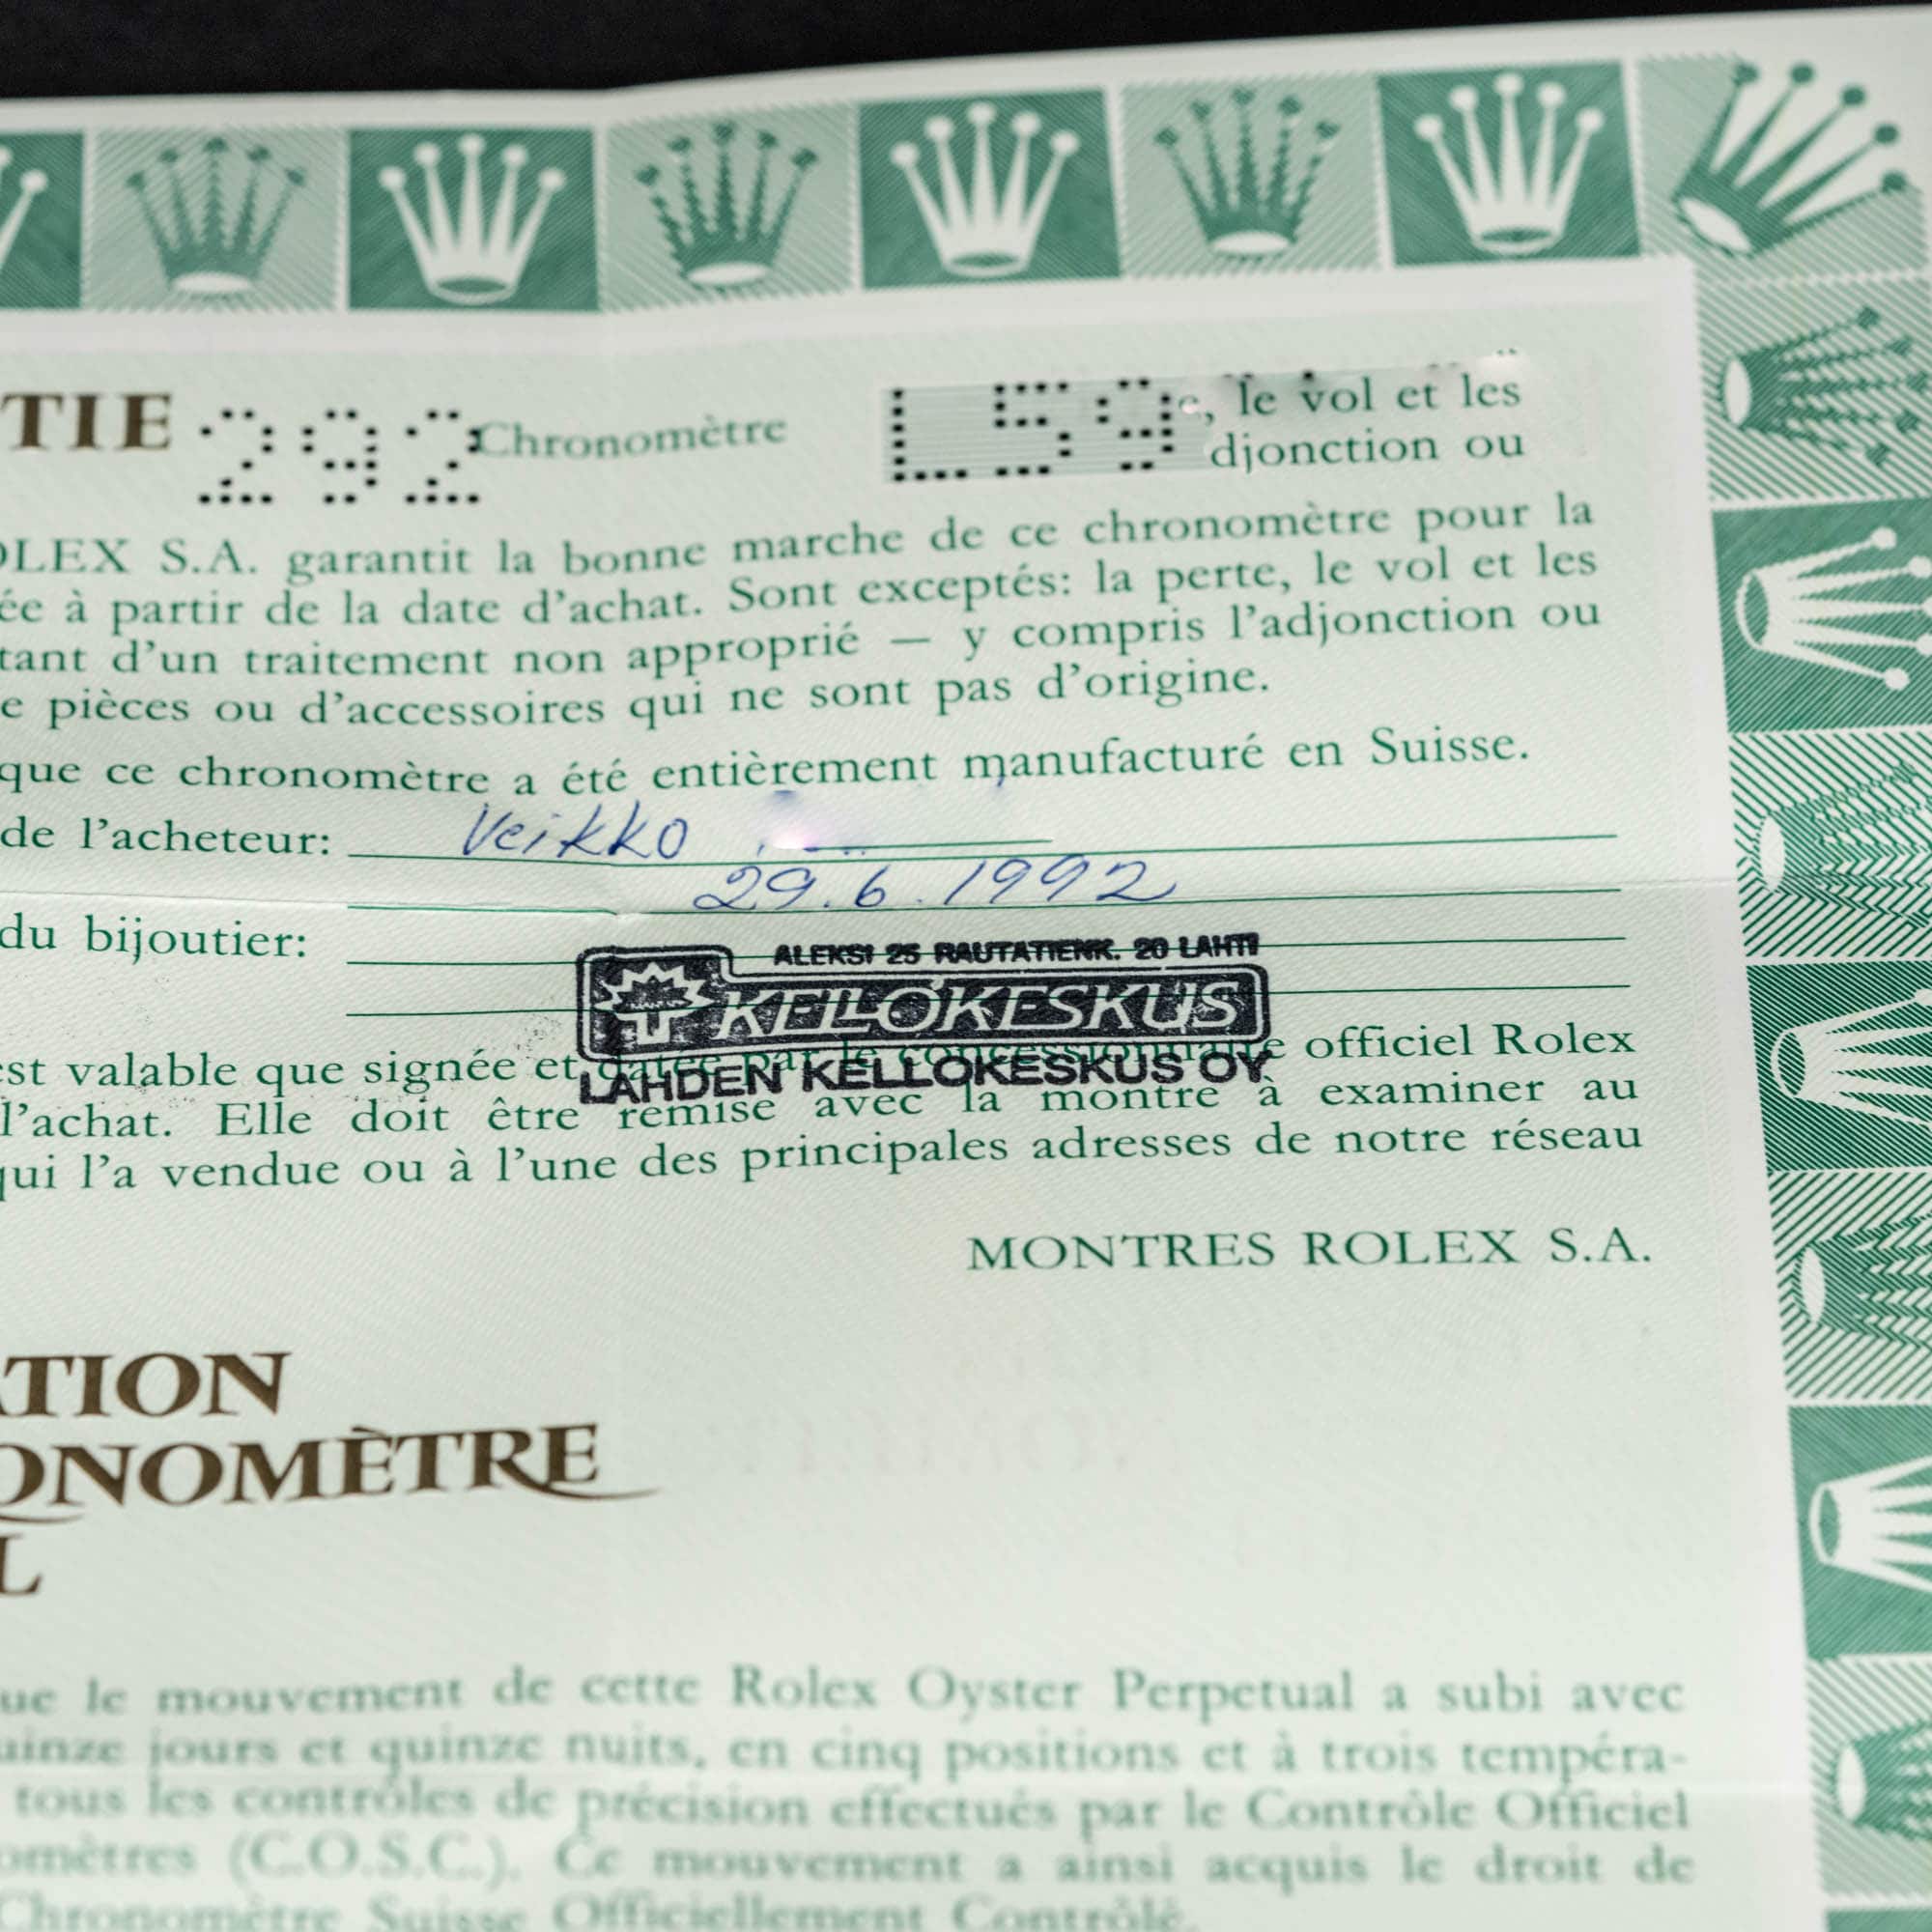 TIE 292 Chronomètre L59 , le vol et les
djonction ou
OLEX S.A. garantit la bonne marche de ce chronomètre pour la
ée à partir de la date d'achat. Sont exceptés: la perte, le vol et les
tant d'un traitement non approprié — y compris l'adjonction ou
e pièces ou d'accessoires qui ne sont pas d'origine.
que ce chronomètre a été entièrement manufacturé en Suisse.
de l'acheteur: Veikko
29.6.1992
du bijoutier:
ALEKSI 25 RAUTATIENK. 20 LAHTI
KELLOKESKUS
LAHDEN KELLOKESKUS OY
est valable que signée et datée par le concessionnaire officiel Rolex
l'achat. Elle doit être remise avec la montre à examiner au
qui l'a vendue ou à l'une des principales adresses de notre réseau
MONTRES ROLEX S.A.
ATION
ONOMÈTRE
L
ue le mouvement de cette Rolex Oyster Perpetual a subi avec
uinze jours et quinze nuits, en cinq positions et à trois tempéra-
tous les contrôles de précision effectués par le Contrôle Officiel
omètres (C.O.S.C.). Ce mouvement a ainsi acquis le droit de
Chronomètre Suisse Officiellement Contrôlé.